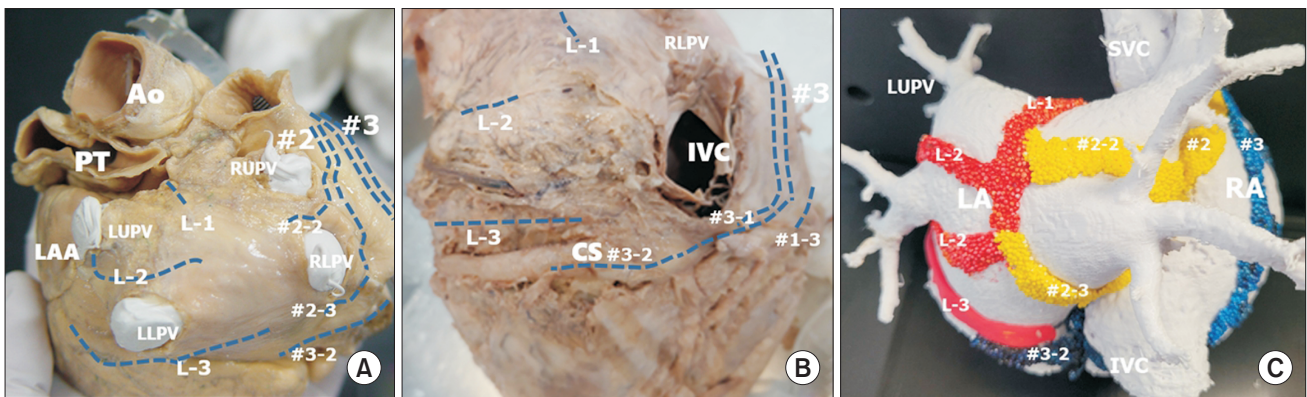 Ao
#3
#2
PT
RUPV
L-1
LUPV
#2-2
LAA
RLPV
L-2
#2-3
LLPV
#3-2
L-3
A
L-1
RLPV
#3
L-2
IVC
#3-1
L-3
#1-3
CS #3-2
B
SVC
LUPV
L-1
#2-2
#2
#3
L-2
LA
RA
L-2
#2-3
L-3
#3-2
IVC
C